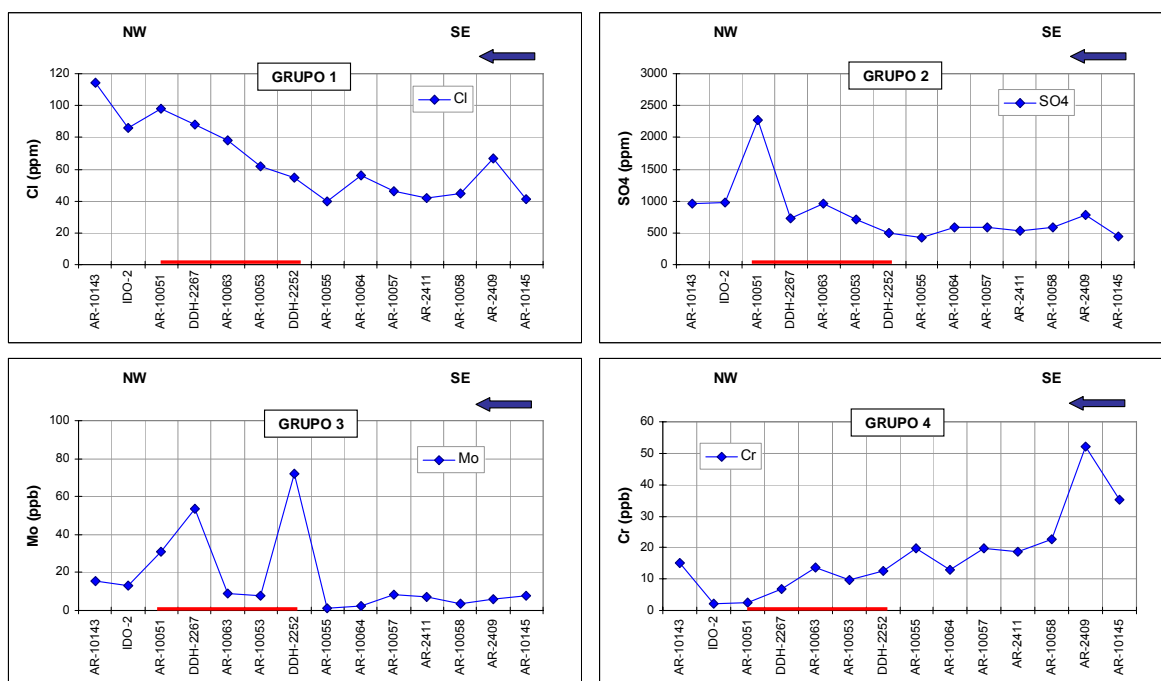 NW SE
GRUPO 1
Cl
Cl (ppm)
120
100
80
60
40
20
0
AR-10143
IDO-2
AR-10051
DDH-2267
AR-10063
AR-10053
DDH-2252
AR-10055
AR-10064
AR-10057
AR-2411
AR-10058
AR-2409
AR-10145
NW SE
GRUPO 2
SO4
SO4 (ppm)
3000
2500
2000
1500
1000
500
0
AR-10143
IDO-2
AR-10051
DDH-2267
AR-10063
AR-10053
DDH-2252
AR-10055
AR-10064
AR-10057
AR-2411
AR-10058
AR-2409
AR-10145
NW SE
GRUPO 3
Mo
Mo (ppb)
100
80
60
40
20
0
AR-10143
IDO-2
AR-10051
DDH-2267
AR-10063
AR-10053
DDH-2252
AR-10055
AR-10064
AR-10057
AR-2411
AR-10058
AR-2409
AR-10145
NW SE
GRUPO 4
Cr
Cr (ppb)
60
50
40
30
20
10
0
AR-10143
IDO-2
AR-10051
DDH-2267
AR-10063
AR-10053
DDH-2252
AR-10055
AR-10064
AR-10057
AR-2411
AR-10058
AR-2409
AR-10145